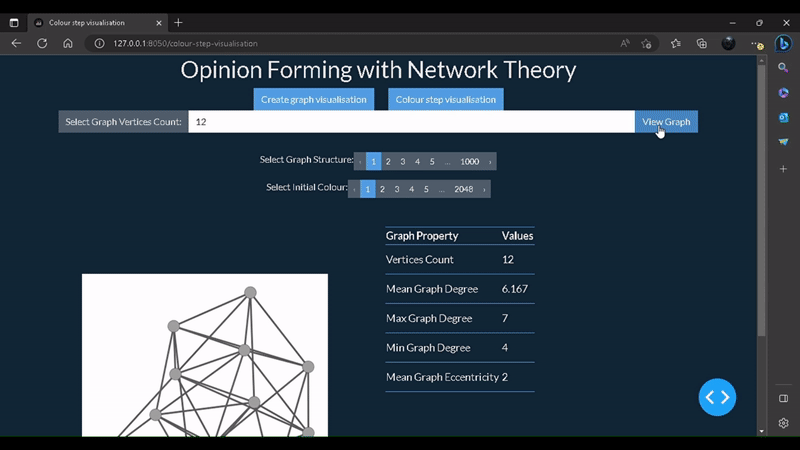 Colour step visualisation
127.0.0.1:8050/colour-step-visualisation
Opinion Forming with Network Theory
Create graph visualisation Colour step visualisation
Select Graph Vertices Count: 12 View Graph
Select Graph Structure: ‹ 1 2 3 4 5 ... 1000 ›
Select Initial Colour: ‹ 1 2 3 4 5 ... 2048 ›
Graph Property Values
Vertices Count 12
Mean Graph Degree 6.167
Max Graph Degree 7
Min Graph Degree 4
Mean Graph Eccentricity 2